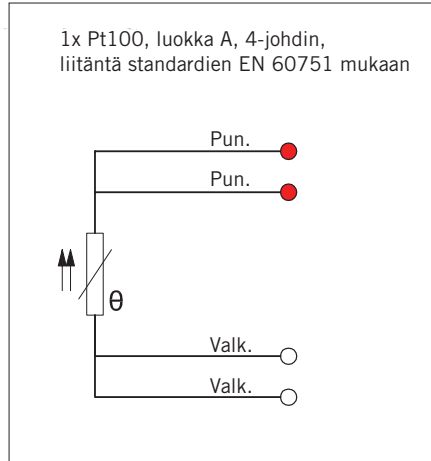 1x Pt100, luokka A, 4-johdin,
liitäntä standardien EN 60751 mukaan
Pun.
Pun.
θ
Valk.
Valk.